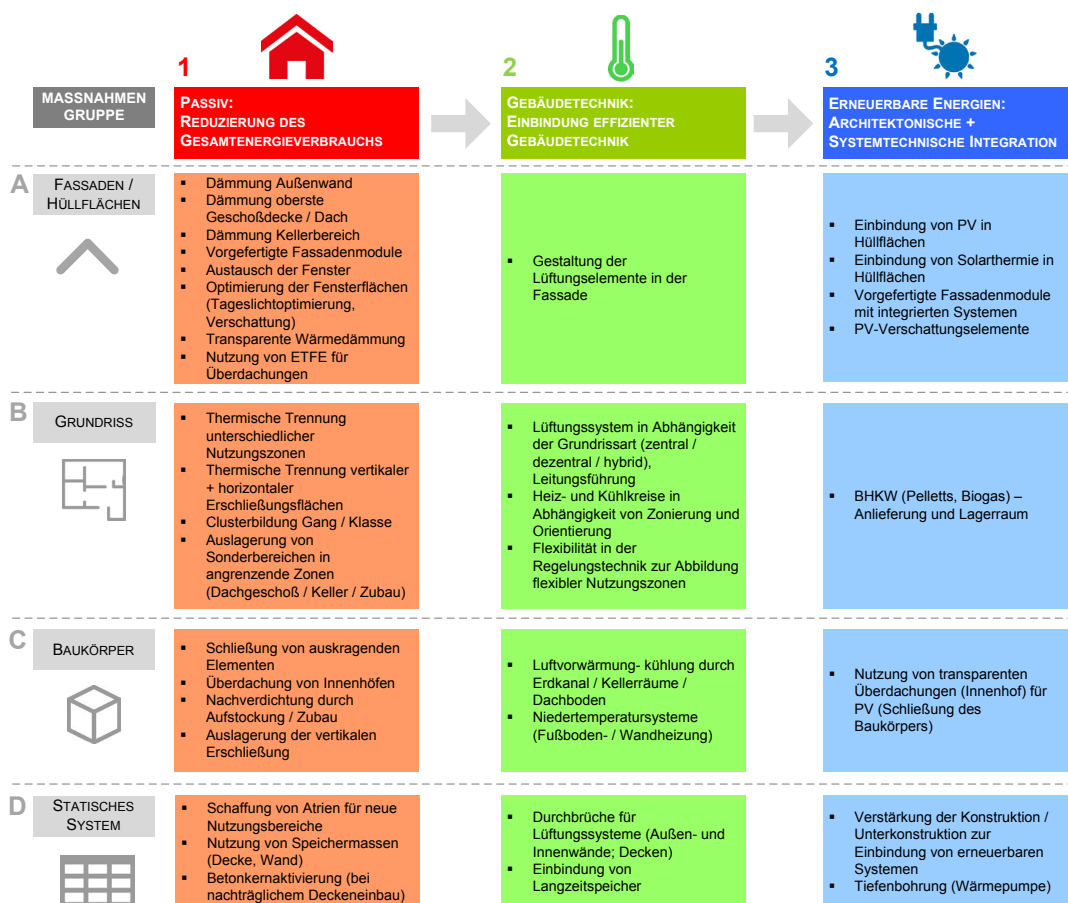 1
2
3
MASSNAHMEN
GRUPPE
PASSIV:
REDUZIERUNG DES
GESAMTENERGIEVERBRAUCHS
GEBÄUDETECHNIK:
EINBINDUNG EFFIZIENTER
GEBÄUDETECHNIK
ERNEUERBARE ENERGIEN:
ARCHITEKTONISCHE +
SYSTEMTECHNISCHE INTEGRATION
A
FASSADEN /
HÜLLFLÄCHEN
▪ Dämmung Außenwand
▪ Dämmung oberste
Geschoßdecke / Dach
▪ Dämmung Kellerbereich
▪ Vorgefertigte Fassadenmodule
▪ Austausch der Fenster
▪ Optimierung der Fensterflächen
(Tageslichtoptimierung,
Verschattung)
▪ Transparente Wärmedämmung
▪ Nutzung von ETFE für
Überdachungen
▪ Gestaltung der
Lüftungselemente in der
Fassade
▪ Einbindung von PV in
Hüllflächen
▪ Einbindung von Solarthermie in
Hüllflächen
▪ Vorgefertigte Fassadenmodule
mit integrierten Systemen
▪ PV-Verschattungselemente
B
GRUNDRISS
▪ Thermische Trennung
unterschiedlicher
Nutzungszonen
▪ Thermische Trennung vertikaler
+ horizontaler
Erschließungsflächen
▪ Clusterbildung Gang / Klasse
▪ Auslagerung von
Sonderbereichen in
angrenzende Zonen
(Dachgeschoß / Keller / Zubau)
▪ Lüftungssystem in Abhängigkeit
der Grundrissart (zentral /
dezentral / hybrid),
Leitungsführung
▪ Heiz- und Kühlkreise in
Abhängigkeit von Zonierung und
Orientierung
▪ Flexibilität in der
Regelungstechnik zur Abbildung
flexibler Nutzungszonen
▪ BHKW (Pelletts, Biogas) –
Anlieferung und Lagerraum
C
BAUKÖRPER
▪ Schließung von auskragenden
Elementen
▪ Überdachung von Innenhöfen
▪ Nachverdichtung durch
Aufstockung / Zubau
▪ Auslagerung der vertikalen
Erschließung
▪ Luftvorwärmung- kühlung durch
Erdkanal / Kellerräume /
Dachboden
▪ Niedertemperatursysteme
(Fußboden- / Wandheizung)
▪ Nutzung von transparenten
Überdachungen (Innenhof) für
PV (Schließung des
Baukörpers)
D
STATISCHES
SYSTEM
▪ Schaffung von Atrien für neue
Nutzungsbereiche
▪ Nutzung von Speichermassen
(Decke, Wand)
▪ Betonkernaktivierung (bei
nachträglichem Deckeneinbau)
▪ Durchbrüche für
Lüftungssysteme (Außen- und
Innenwände; Decken)
▪ Einbindung von
Langzeitspeicher
▪ Verstärkung der Konstruktion /
Unterkonstruktion zur
Einbindung von erneuerbaren
Systemen
▪ Tiefenbohrung (Wärmepumpe)